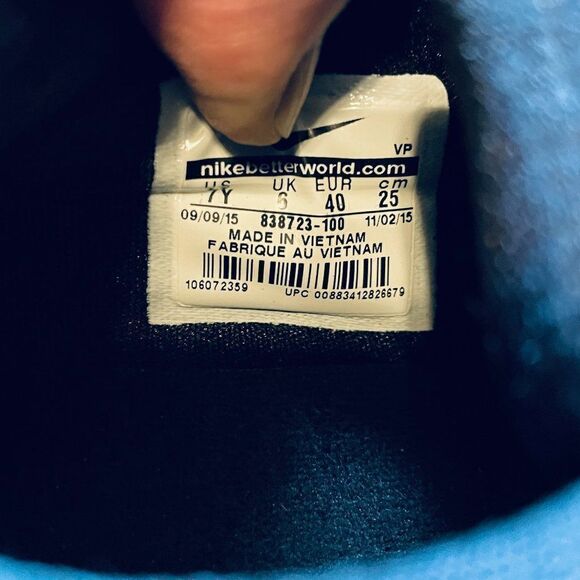 VP
nikebetterworld.com
US UK EUR cm
7Y 6 40 25
09/09/15 838723-100 11/02/15
MADE IN VIETNAM
FABRIQUE AU VIETNAM
106072359 UPC 00883412826679